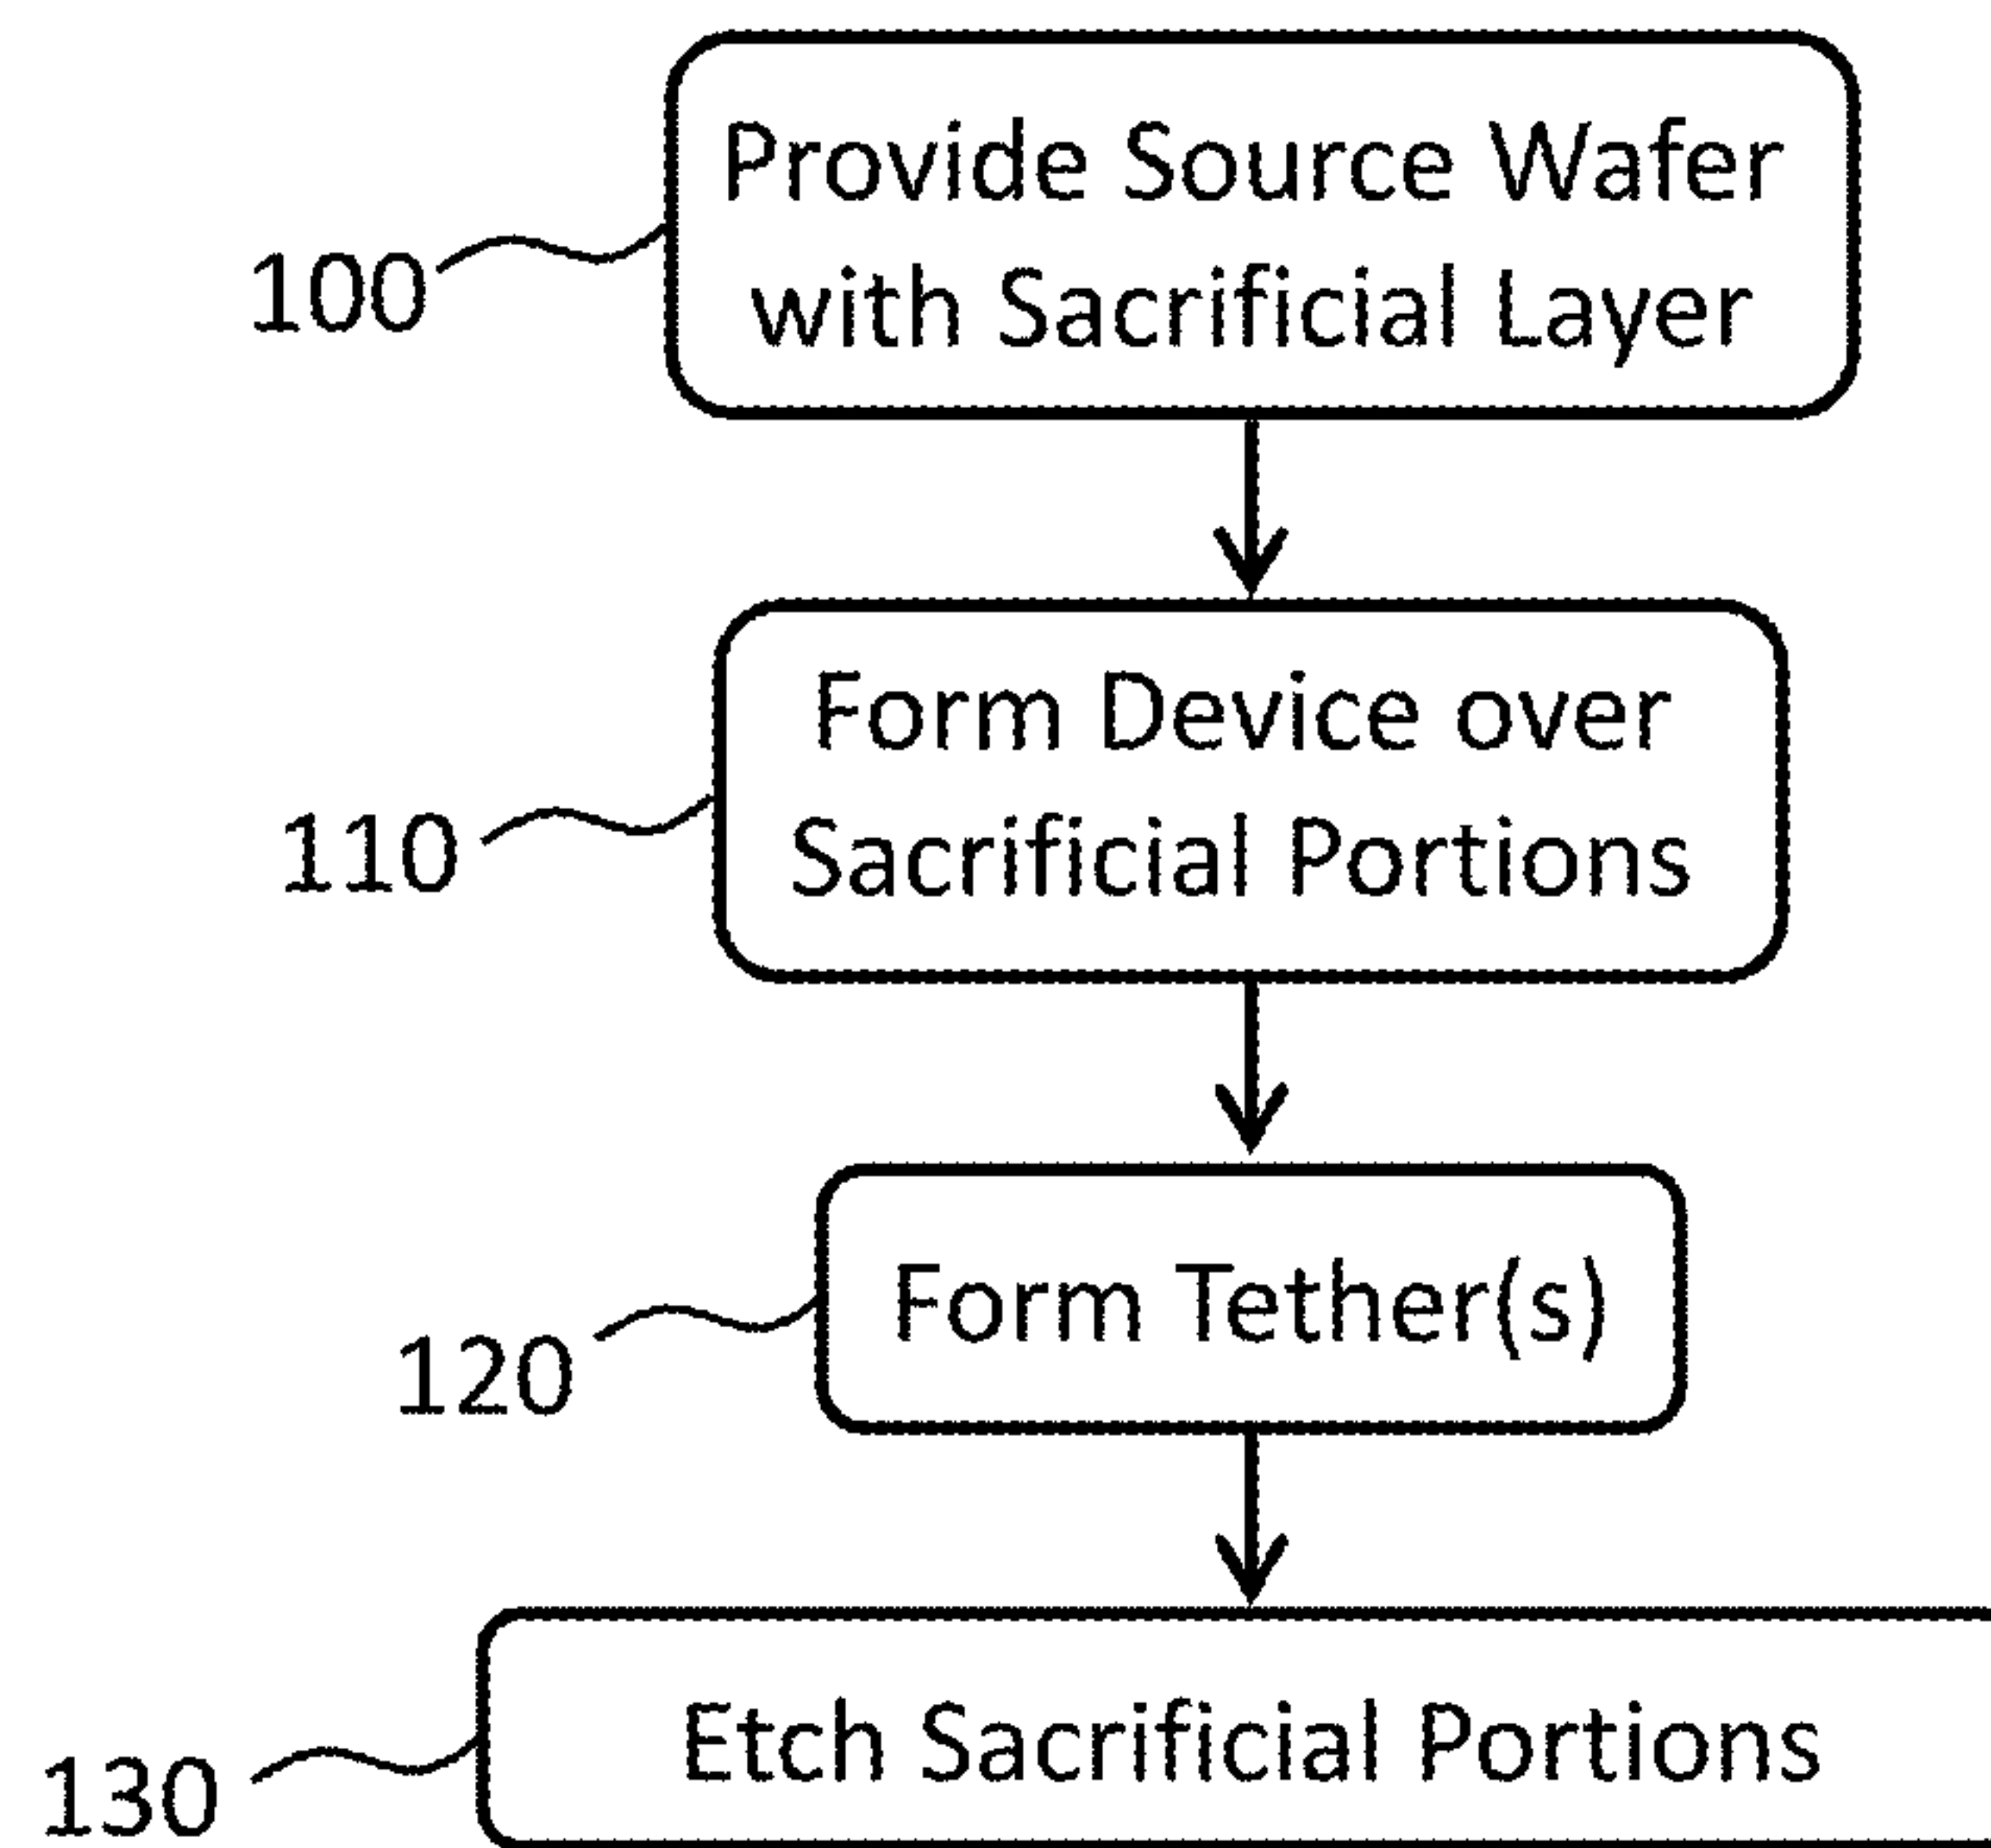 Provide Source Wafer
with Sacrificial Layer
100
Form Device over
Sacrificial Portions
110
Form Tether(s)
120
Etch Sacrificial Portions
130